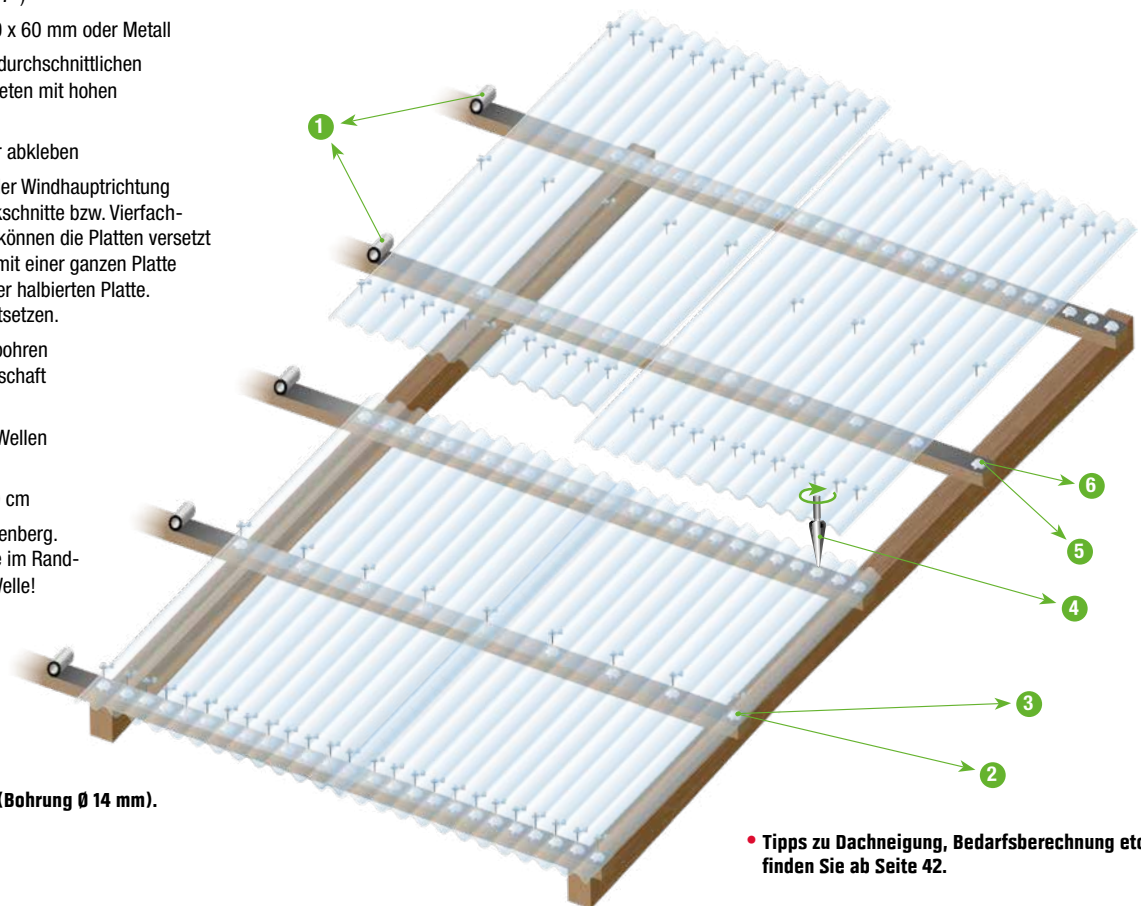 x 60 mm oder Metall
durchschnittlichen
eten mit hohen
abkleben
er Windhauptrichtung
kschnitte bzw. Vierfach-
können die Platten versetzt
mit einer ganzen Platte
er halbierten Platte.
tsetzen.
bohren
schaft
Wellen
cm
enberg.
e im Rand-
Welle!
(Bohrung Ø 14 mm).
1
6
5
4
3
2
• Tipps zu Dachneigung, Bedarfsberechnung etc
finden Sie ab Seite 42.